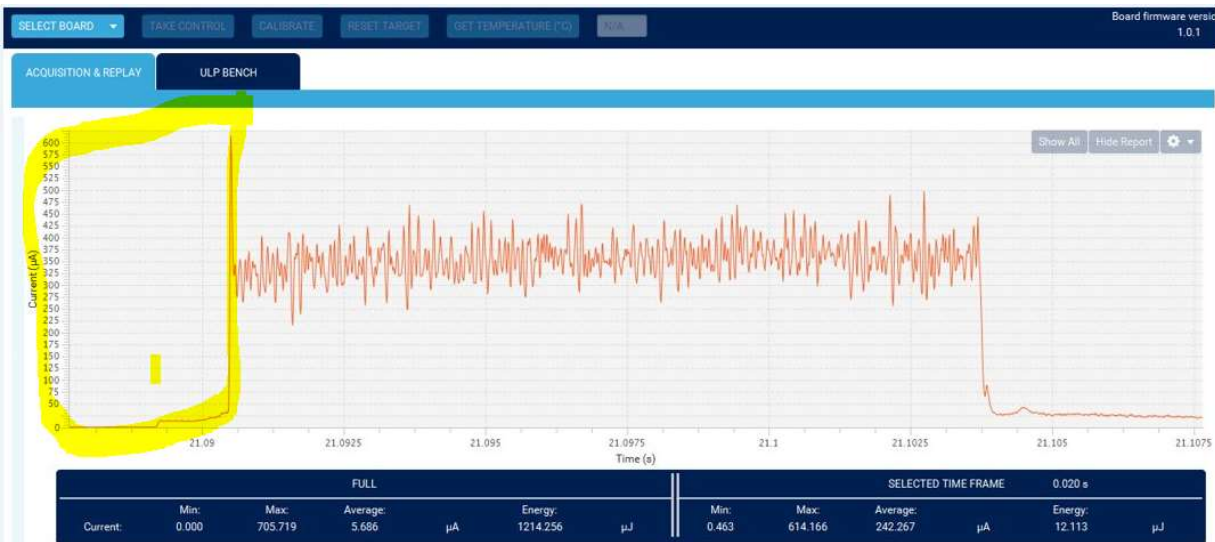 SELECT BOARD TAKE CONTROL CALIBRATE RESET TARGET GET TEMPERATURE (°C) N/A
Board firmware versio
1.0.1
ACQUISITION & REPLAY ULP BENCH
Show All Hide Report
600
575
550
525
500
475
450
425
400
375
350
325
300
275
250
225
200
175
150
125
100
75
50
0
Current (µA)
21.09 21.0925 21.095 21.0975 21.1 21.1025 21.105 21.1075
Time (s)
FULL SELECTED TIME FRAME 0.020 s
Min: Max: Average: Energy: Min: Max: Average: Energy:
Current: 0.000 705.719 5.686 µA 1214.256 µJ 0.463 614.166 242.267 µA 12.113 µJ